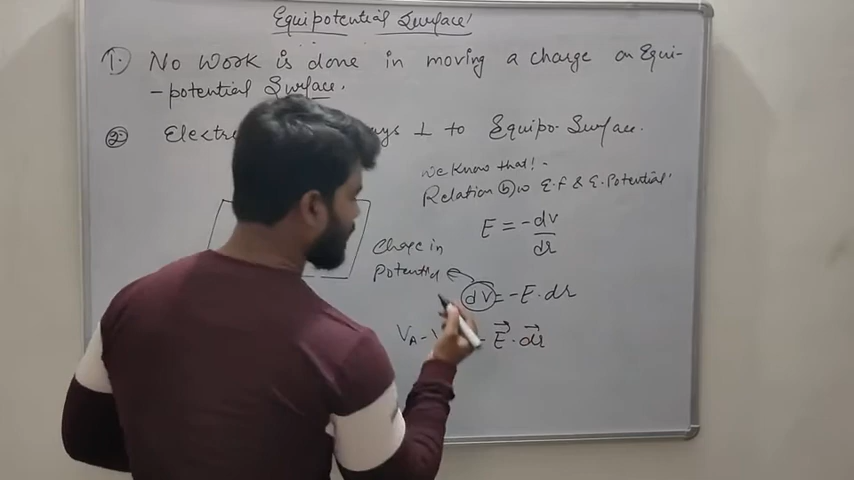 Equipotential Surface!
1. No Work is done in moving a charge on Equi-
-potential Surface.
2. Electr ys ⊥ to Equipo. Surface.
We Know that! -
Relation (b)w E.F & E.Potential'
E = -dv/dr
Change in
Potential
dV = -E.dr
VA - - E⃗ . dr⃗